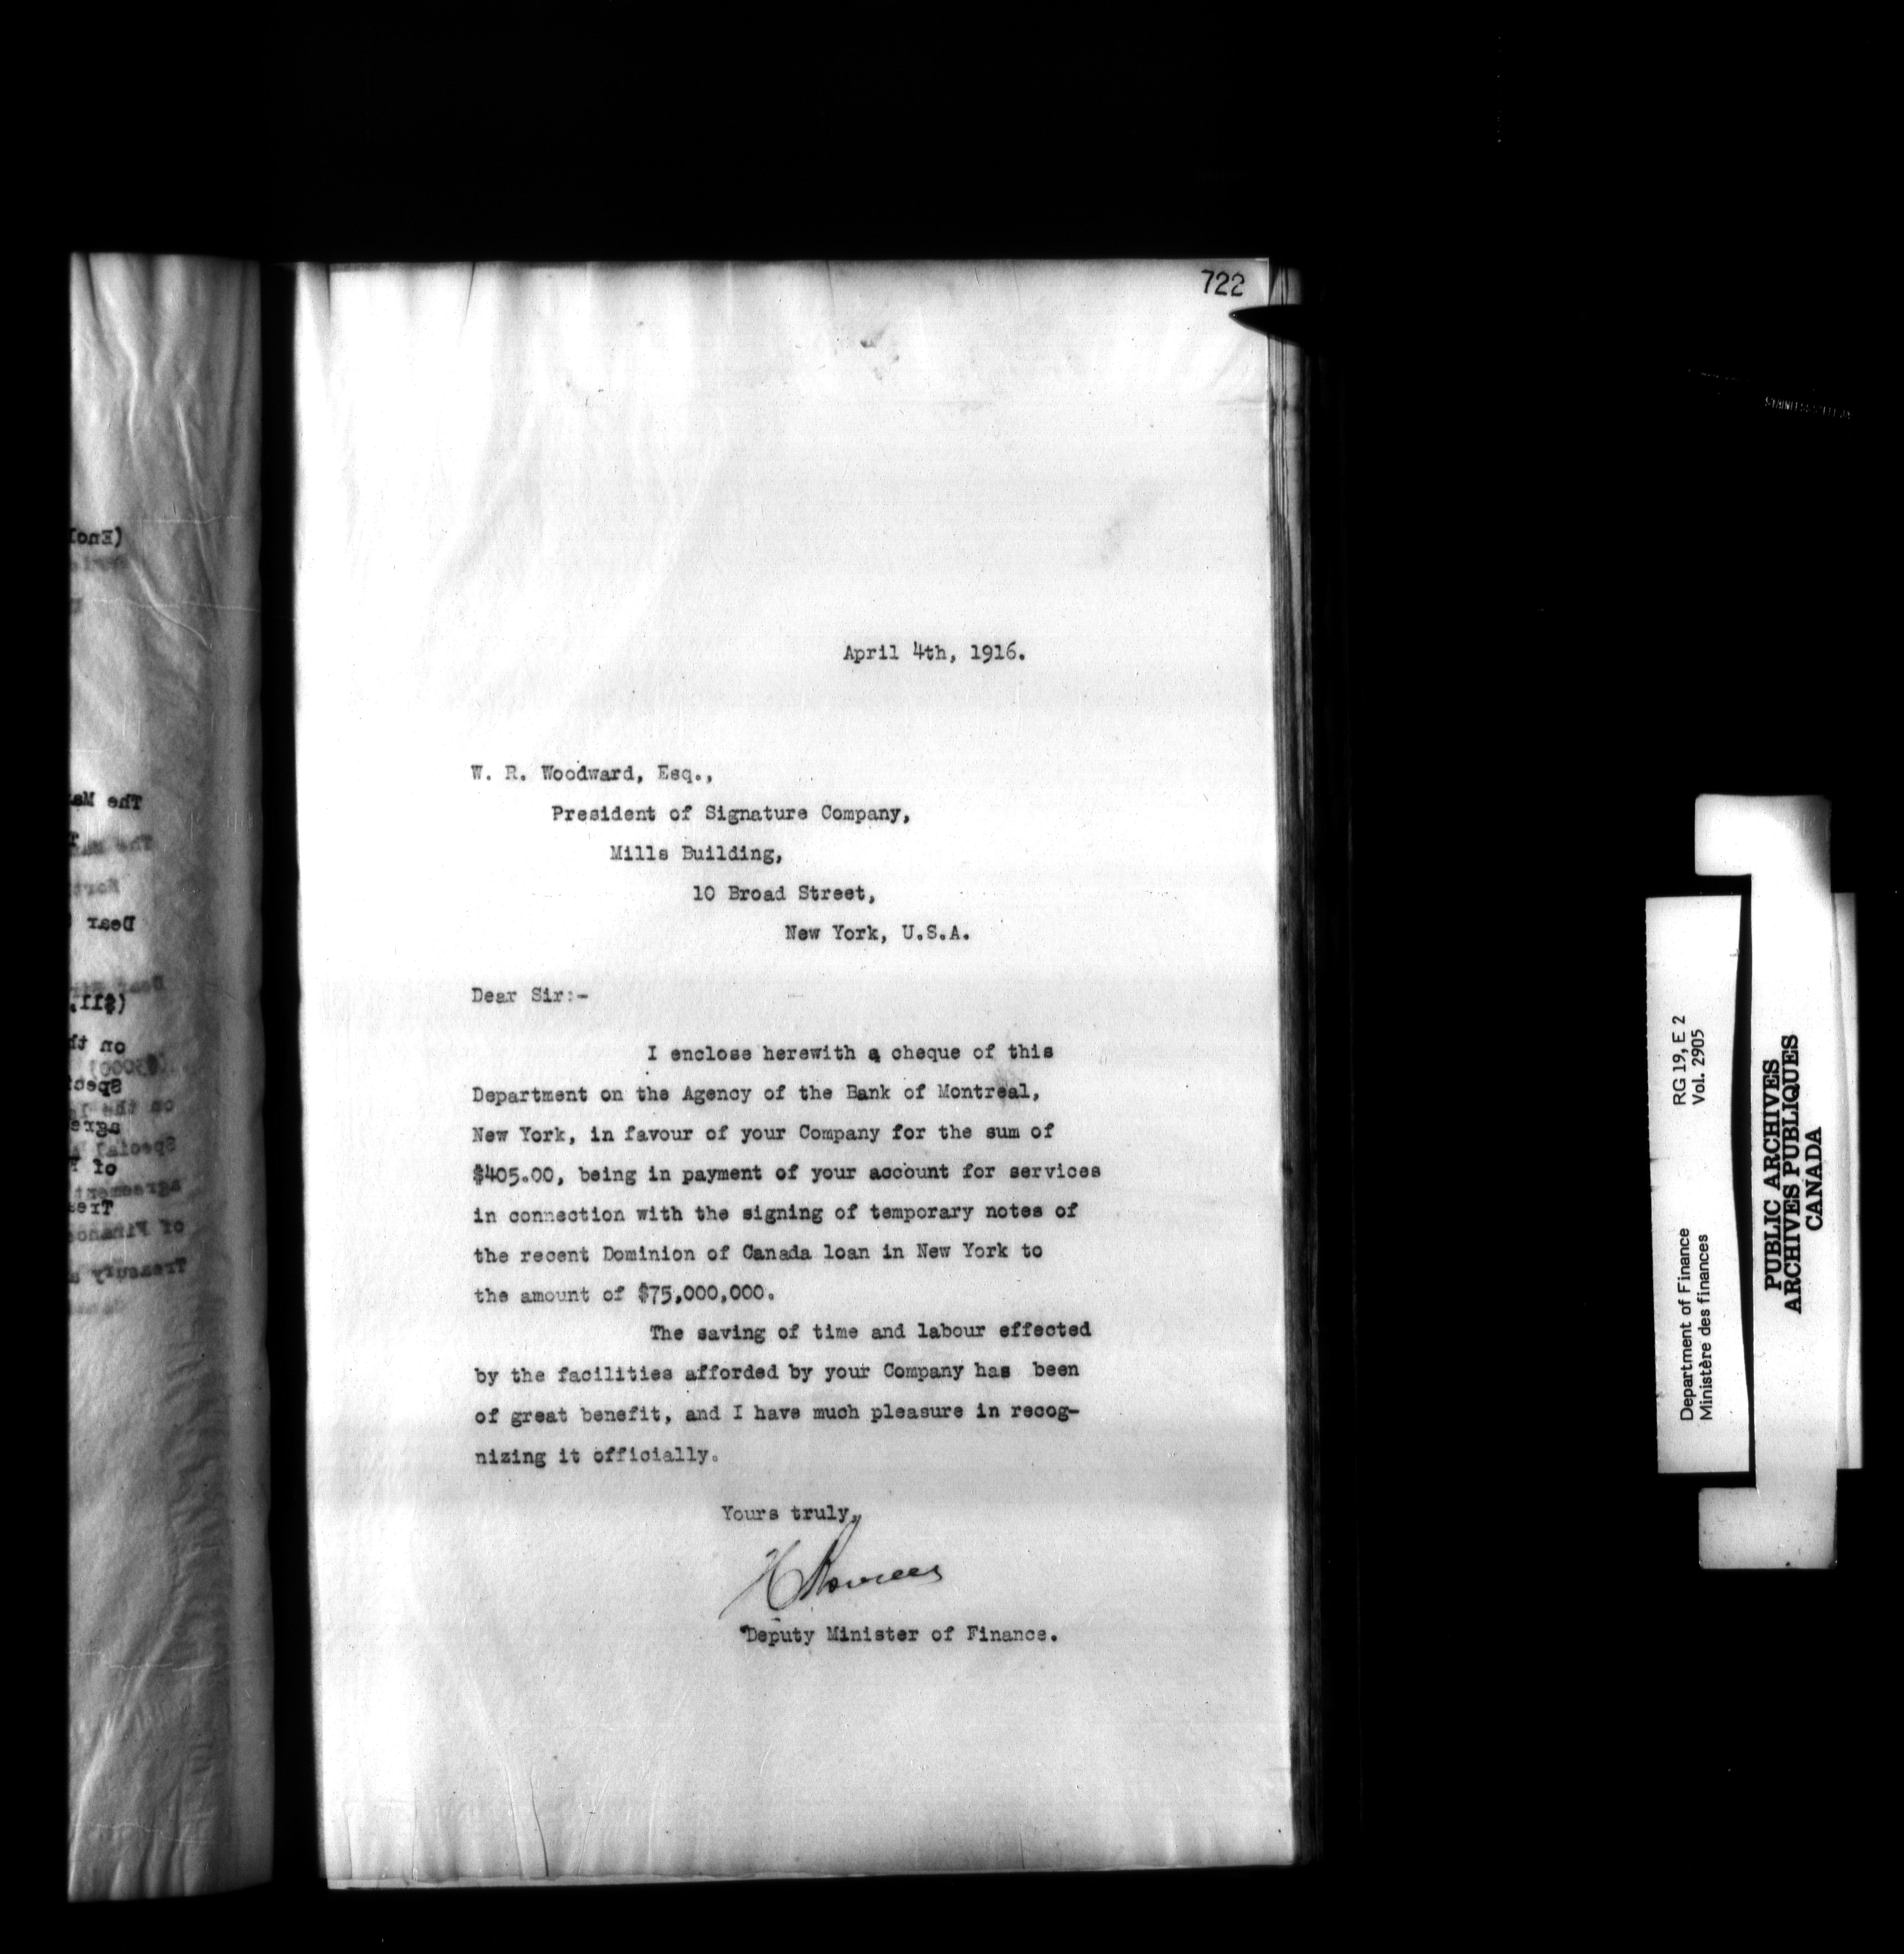 722
April 4th, 1916.
W. R. Woodward, Esq.,
President of Signature Company,
Mills Building,
10 Broad Street,
New York, U.S.A.
Dear Sir:-
I enclose herewith a cheque of this
Department on the Agency of the Bank of Montreal,
New York, in favour of your Company for the sum of
$405.00, being in payment of your account for services
in connection with the signing of temporary notes of
the recent Dominion of Canada loan in New York to
the amount of $75,000,000.
The saving of time and labour effected
by the facilities afforded by your Company has been
of great benefit, and I have much pleasure in recog-
nizing it officially.
Yours truly,
Deputy Minister of Finance.
Department of Finance
Ministère des finances
RG 19, E 2
Vol. 2905
PUBLIC ARCHIVES
ARCHIVES PUBLIQUES
CANADA